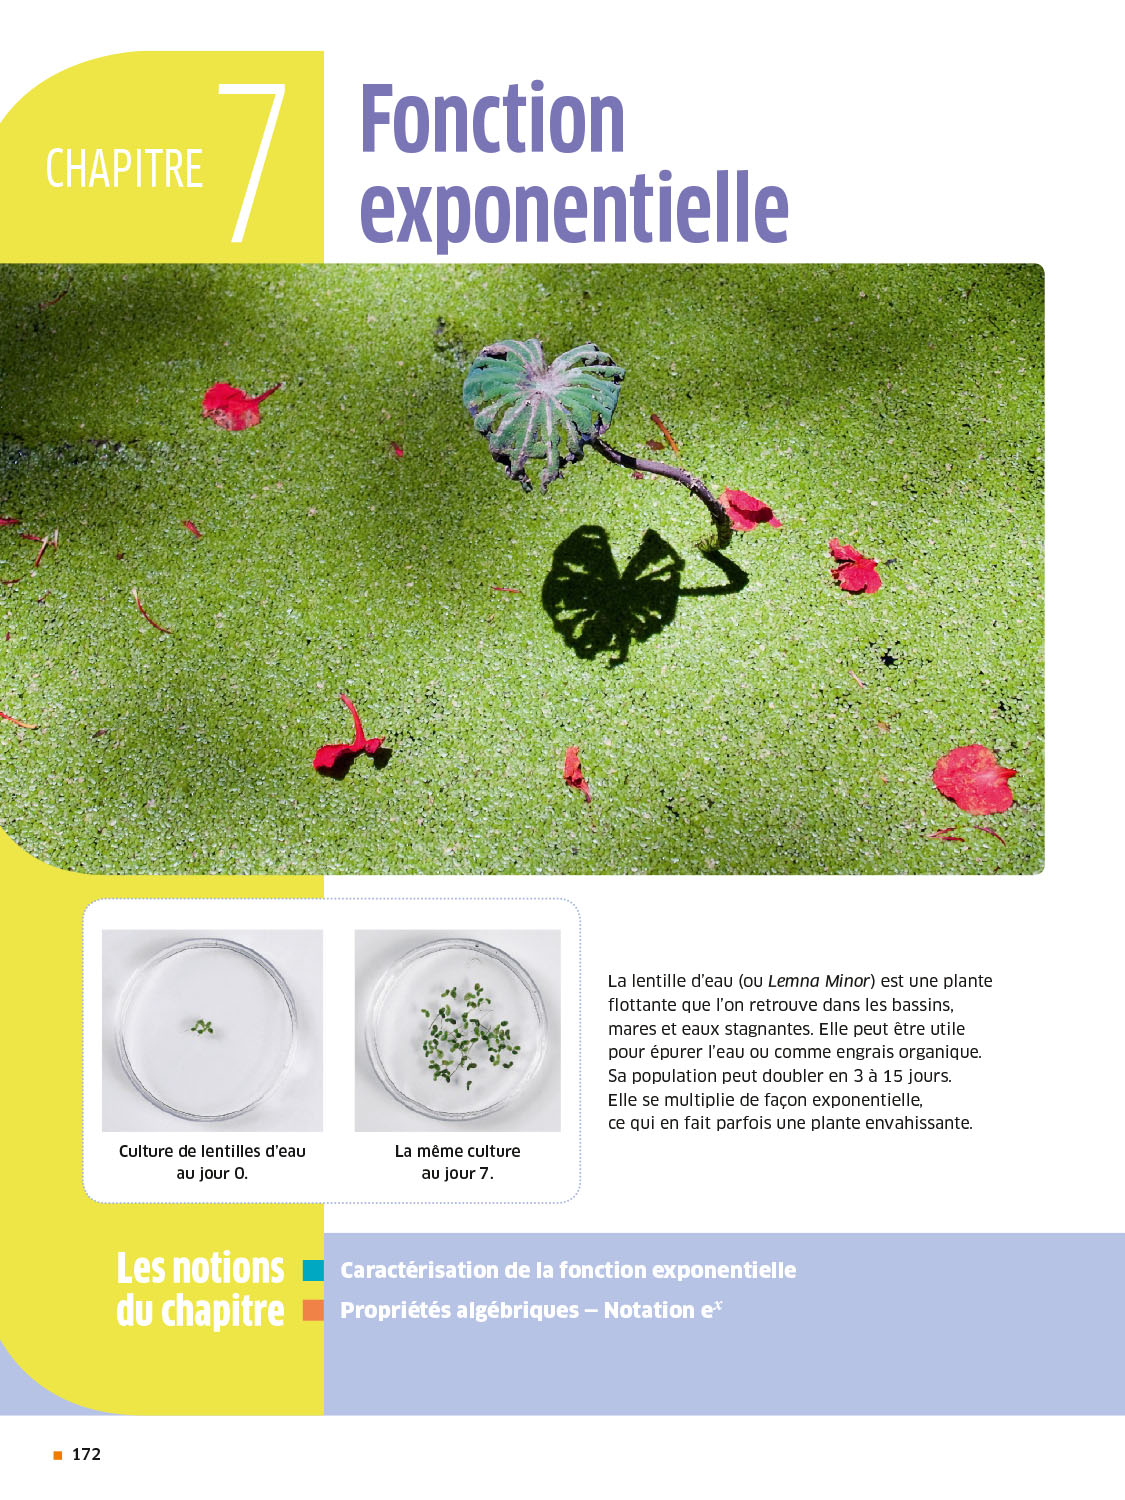 CHAPITRE 7
Fonction
exponentielle
La lentille d'eau (ou Lemna Minor) est une plante
flottante que l'on retrouve dans les bassins,
mares et eaux stagnantes. Elle peut être utile
pour épurer l'eau ou comme engrais organique.
Sa population peut doubler en 3 à 15 jours.
Elle se multiplie de façon exponentielle,
ce qui en fait parfois une plante envahissante.
Culture de lentilles d'eau
au jour 0.
La même culture
au jour 7.
Les notions
du chapitre
Caractérisation de la fonction exponentielle
Propriétés algébriques – Notation eˣ
172